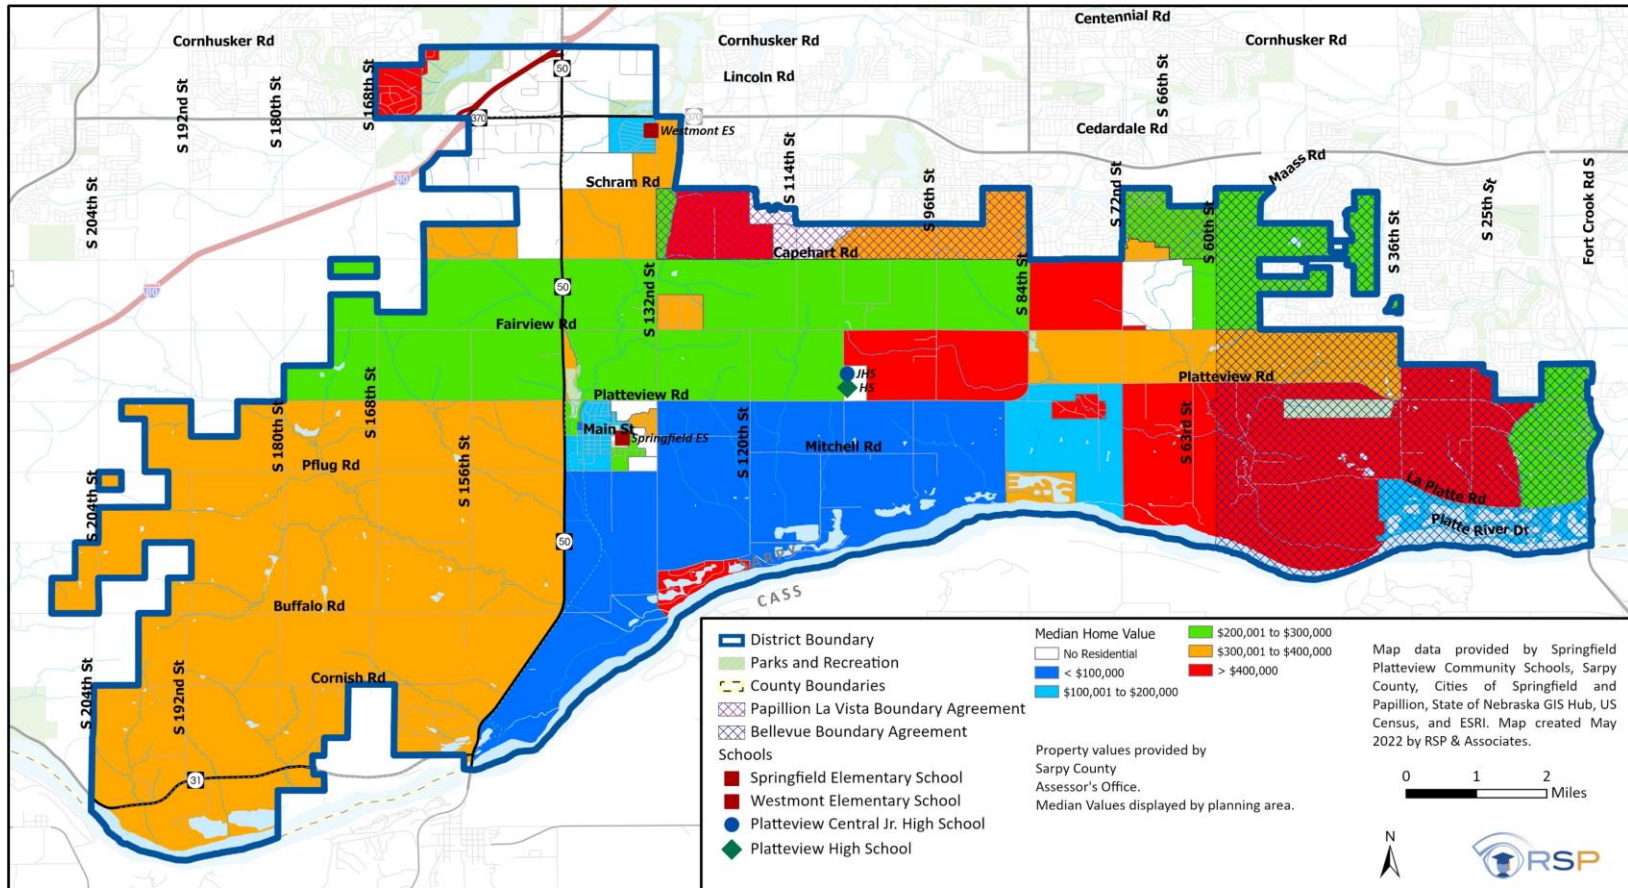 Centennial Rd
Cornhusker Rd
Cornhusker Rd
Cornhusker Rd
Lincoln Rd
50
S 192nd St
S 180th St
S 168th St
S 66th St
370
370
Westmont ES
Cedardale Rd
Maass Rd
80
Schram Rd
S 114th St
S 96th St
S 72nd St
S 60th St
S 36th St
S 25th St
Fort Crook Rd S
S 204th St
Capehart Rd
80
50
S 132nd St
S 84th St
Fairview Rd
JHS
HS
Platteview Rd
Platteview Rd
S 168th St
S 180th St
Main St
Springfield ES
S 120th St
Mitchell Rd
S 63rd St
Pflug Rd
S 156th St
S 204th St
La Platte Rd
Platte River Dr
50
SARPY
CASS
Buffalo Rd
Cornish Rd
S 204th St
S 192nd St
31
District Boundary
Parks and Recreation
County Boundaries
Papillion La Vista Boundary Agreement
Bellevue Boundary Agreement
Schools
Springfield Elementary School
Westmont Elementary School
Platteview Central Jr. High School
Platteview High School
Median Home Value
No Residential
< $100,000
$100,001 to $200,000
$200,001 to $300,000
$300,001 to $400,000
> $400,000
Property values provided by
Sarpy County
Assessor's Office.
Median Values displayed by planning area.
Map data provided by Springfield
Platteview Community Schools, Sarpy
County, Cities of Springfield and
Papillion, State of Nebraska GIS Hub, US
Census, and ESRI. Map created May
2022 by RSP & Associates.
0 1 2
Miles
N
RSP